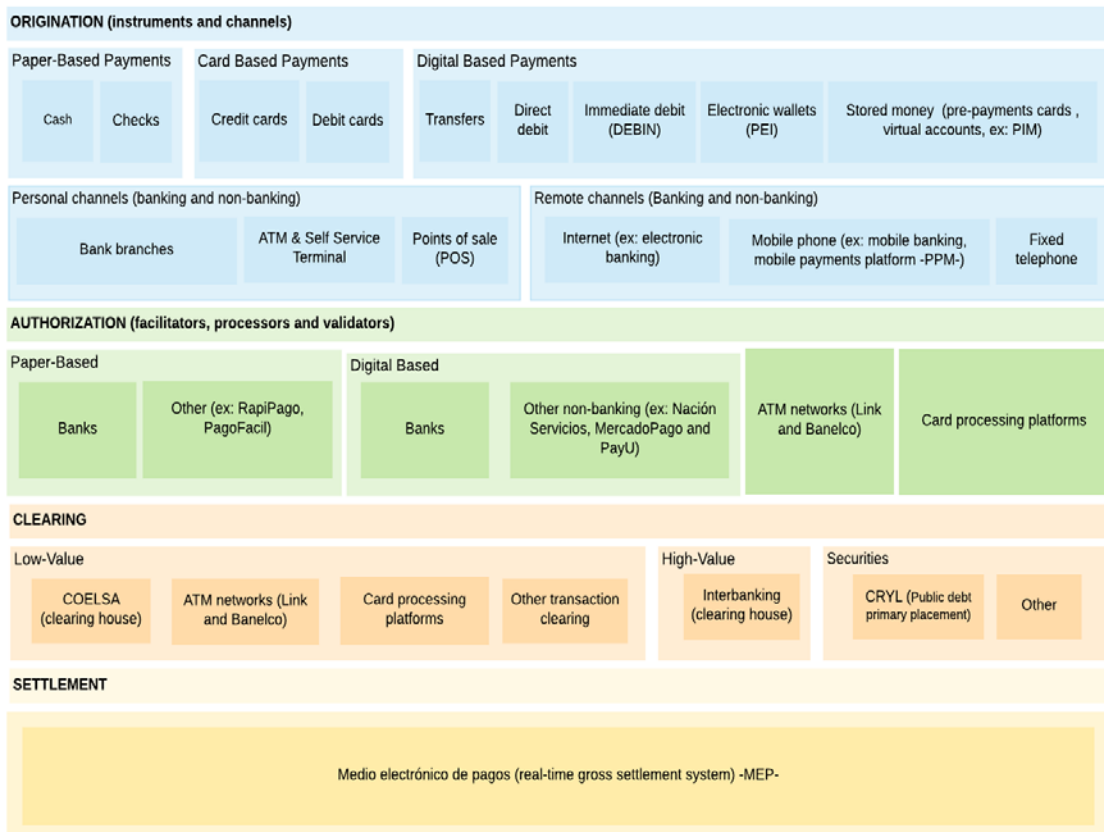 ORIGINATION (instruments and channels)
Paper-Based Payments
Cash
Checks
Card Based Payments
Credit cards
Debit cards
Digital Based Payments
Transfers
Direct
debit
Immediate debit
(DEBIN)
Electronic wallets
(PEI)
Stored money (pre-payments cards ,
virtual accounts, ex: PIM)
Personal channels (banking and non-banking)
Bank branches
ATM & Self Service
Terminal
Points of sale
(POS)
Remote channels (Banking and non-banking)
Internet (ex: electronic
banking)
Mobile phone (ex: mobile banking,
mobile payments platform -PPM-)
Fixed
telephone
AUTHORIZATION (facilitators, processors and validators)
Paper-Based
Banks
Other (ex: RapiPago,
PagoFacil)
Digital Based
Banks
Other non-banking (ex: Nación
Servicios, MercadoPago and
PayU)
ATM networks (Link
and Banelco)
Card processing platforms
CLEARING
Low-Value
COELSA
(clearing house)
ATM networks (Link
and Banelco)
Card processing
platforms
Other transaction
clearing
High-Value
Interbanking
(clearing house)
Securities
CRYL (Public debt
primary placement)
Other
SETTLEMENT
Medio electrónico de pagos (real-time gross settlement system) -MEP-